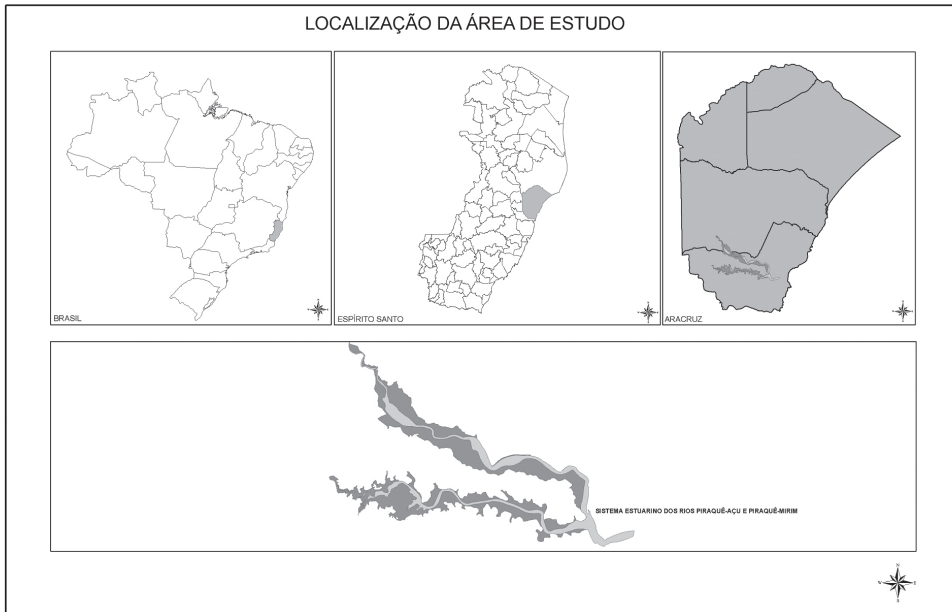 LOCALIZAÇÃO DA ÁREA DE ESTUDO
BRASIL
ESPÍRITO SANTO
ARACRUZ
SISTEMA ESTUARINO DOS RIOS PIRAQUÊ-AÇU E PIRAQUÊ-MIRIM
N
W E
S